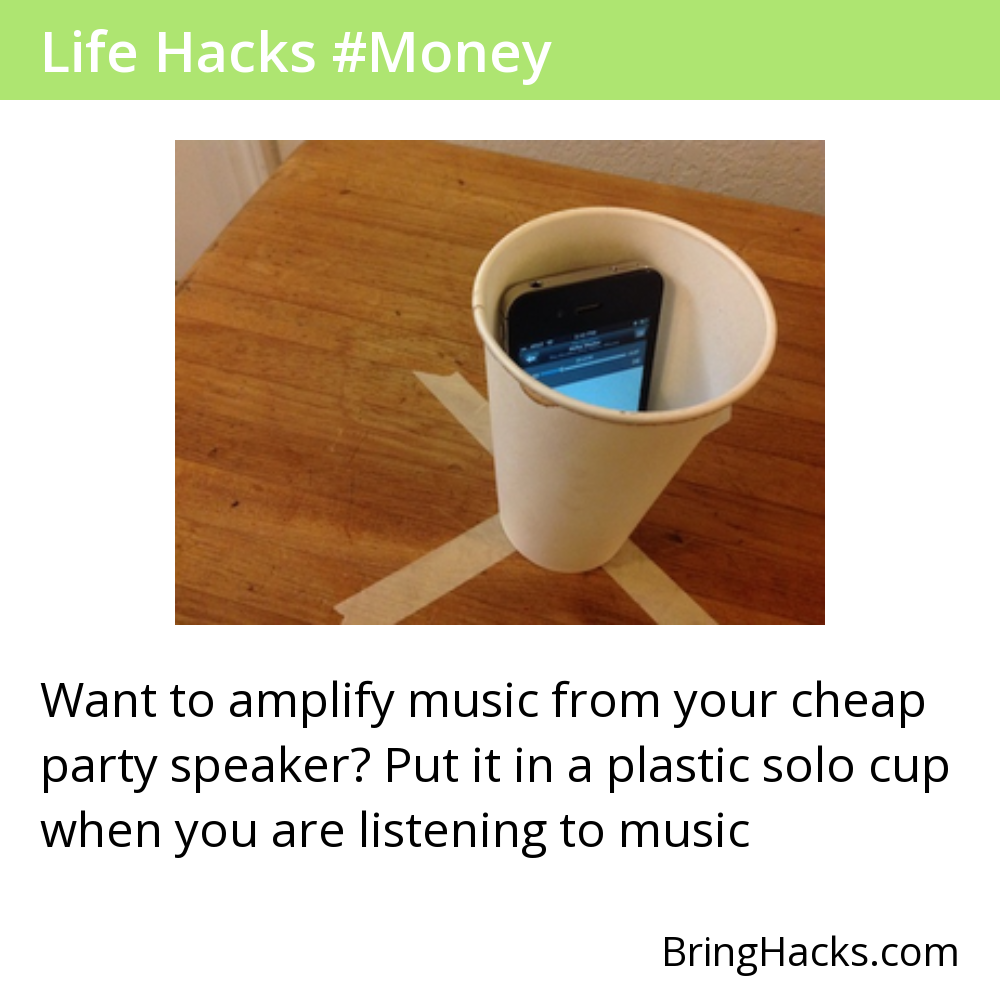 Life Hacks #Money
Want to amplify music from your cheap
party speaker? Put it in a plastic solo cup
when you are listening to music
BringHacks.com